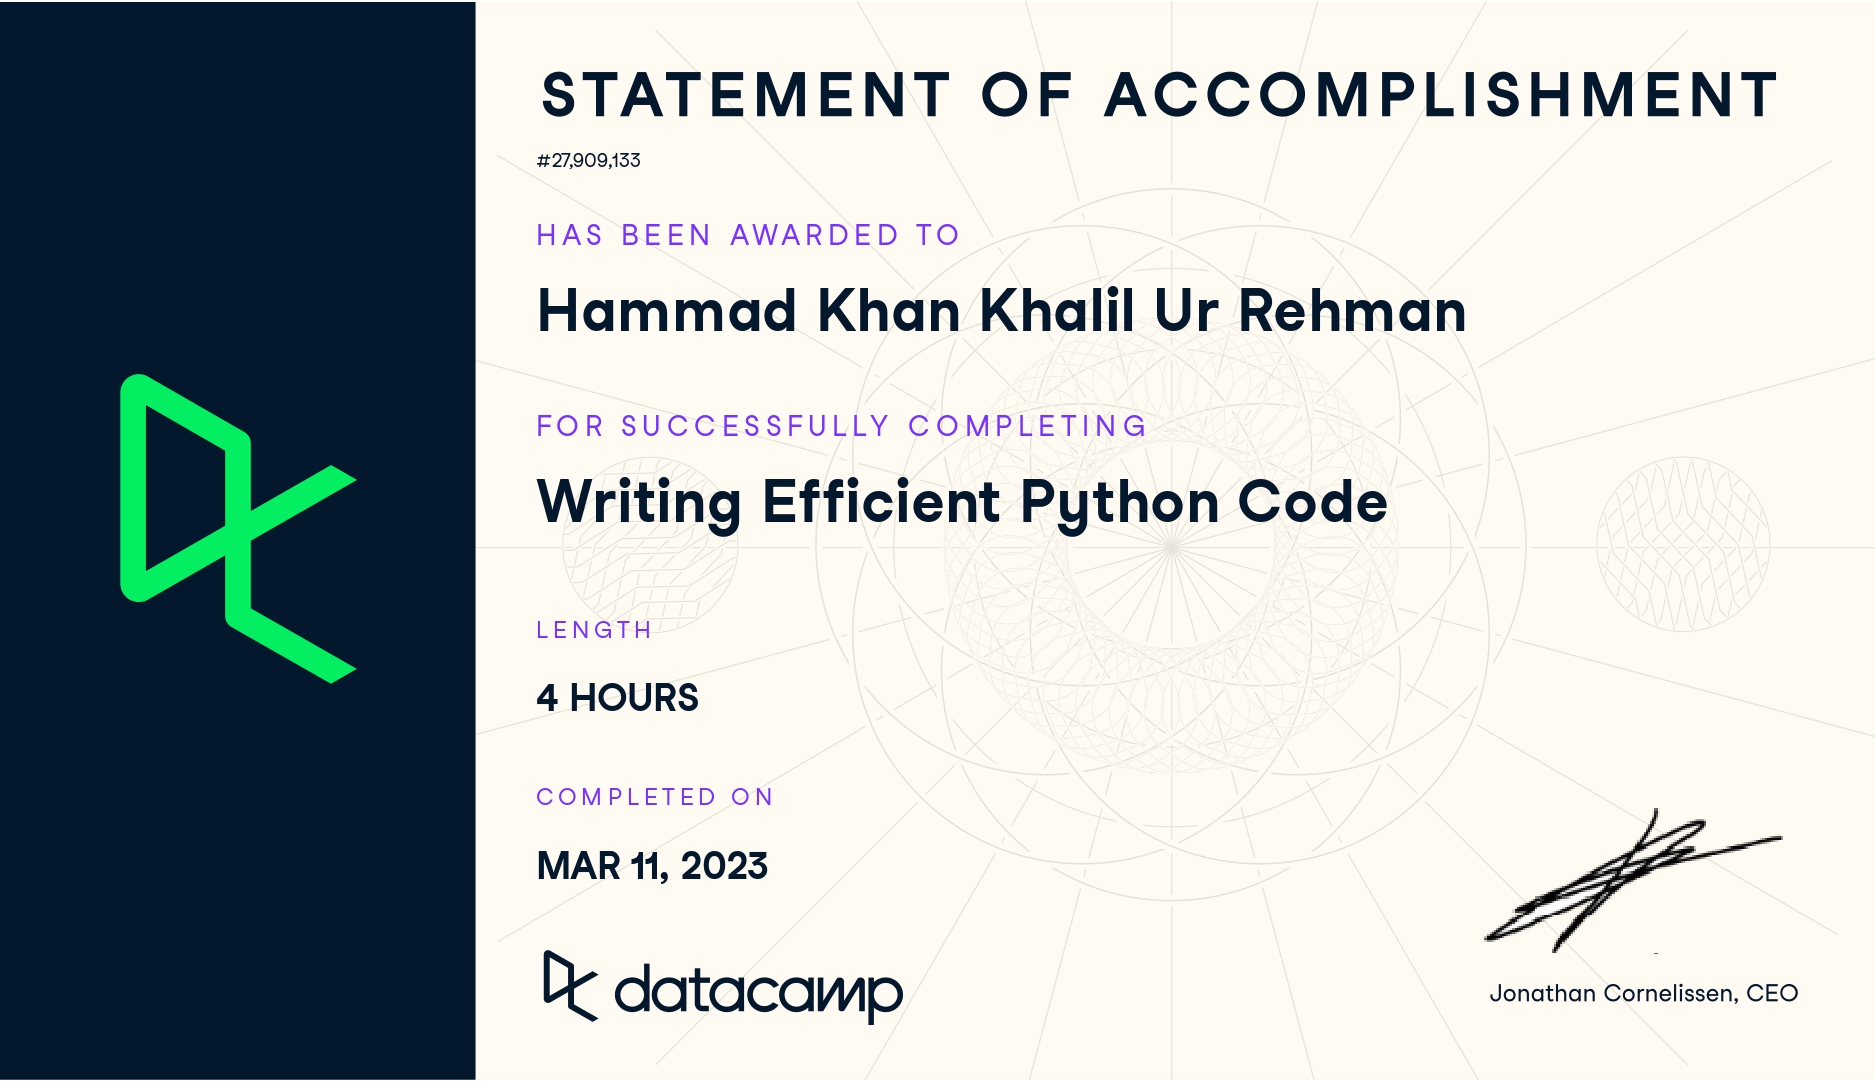 STATEMENT OF ACCOMPLISHMENT
#27,909,133
HAS BEEN AWARDED TO
Hammad Khan Khalil Ur Rehman
FOR SUCCESSFULLY COMPLETING
Writing Efficient Python Code
LENGTH
4 HOURS
COMPLETED ON
MAR 11, 2023
datacamp
Jonathan Cornelissen, CEO